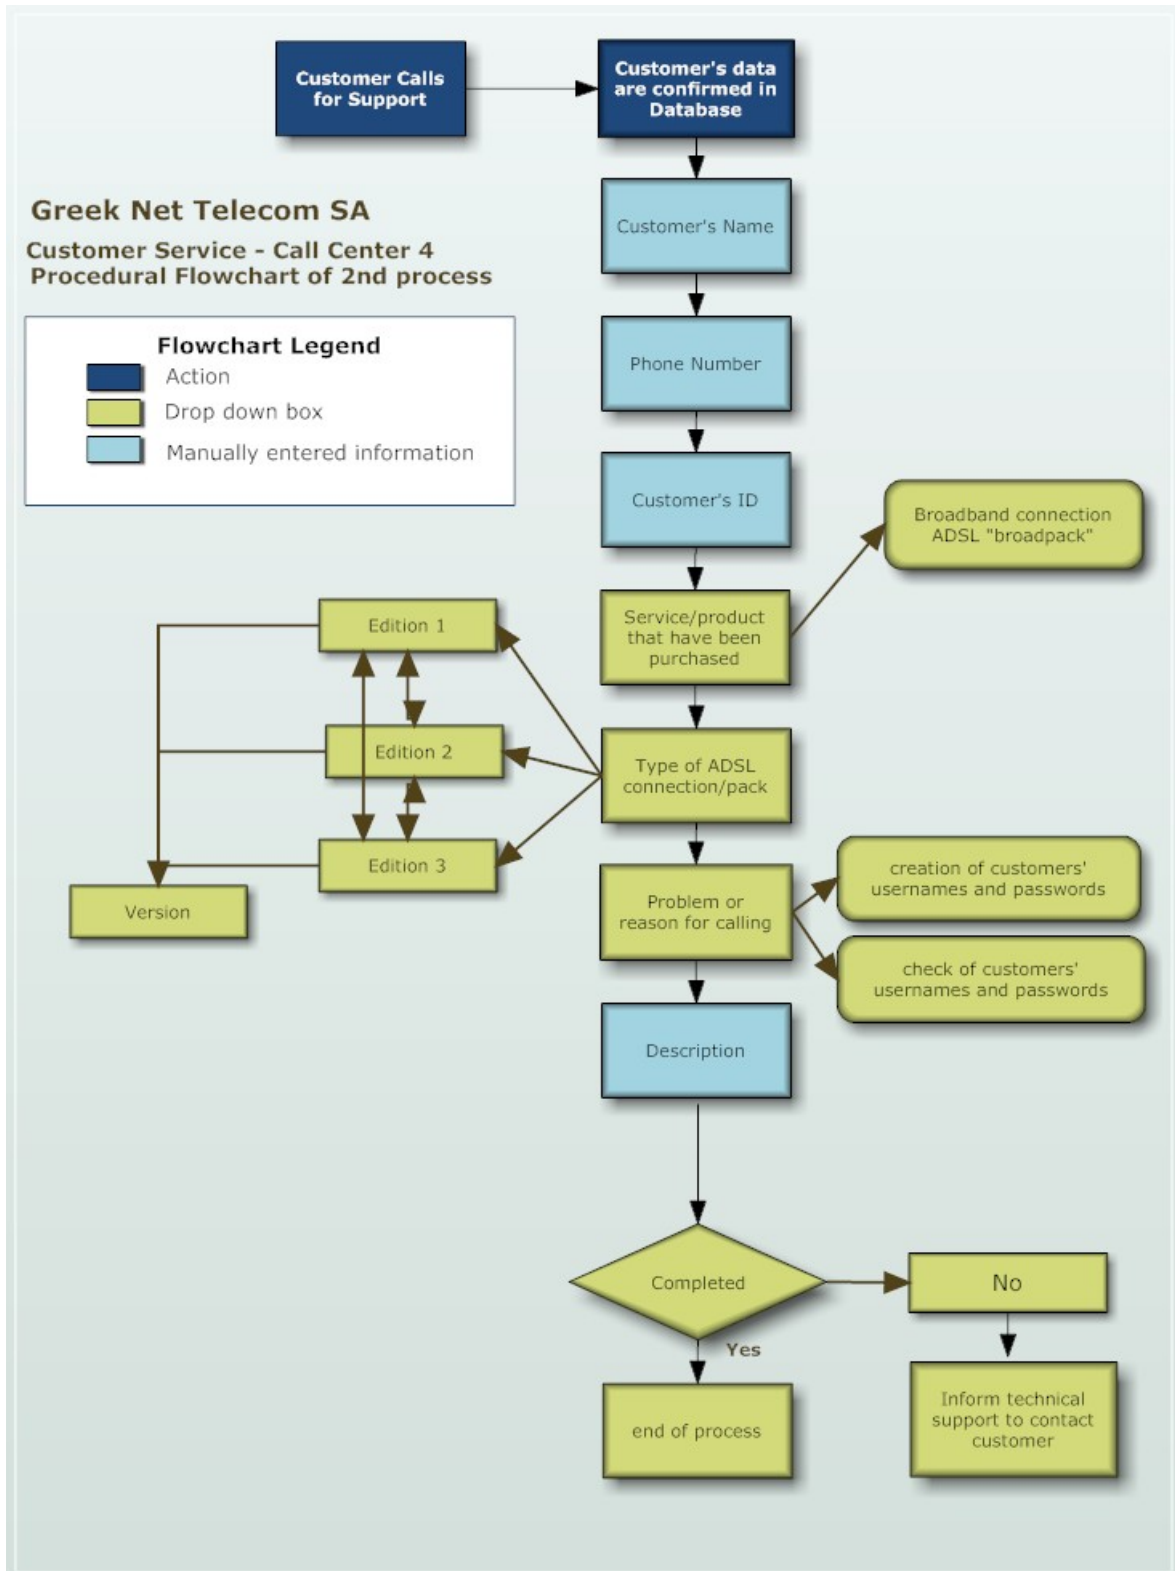 Customer Calls
for Support
Customer's data
are confirmed in
Database
Customer's Name
Greek Net Telecom SA
Customer Service - Call Center 4
Procedural Flowchart of 2nd process
Flowchart Legend
Action
Drop down box
Manually entered information
Phone Number
Customer's ID
Broadband connection
ADSL "broadpack"
Service/product
that have been
purchased
Edition 1
Edition 2
Edition 3
Version
Type of ADSL
connection/pack
Problem or
reason for calling
creation of customers'
usernames and passwords
check of customers'
usernames and passwords
Description
Completed
No
Yes
end of process
Inform technical
support to contact
customer